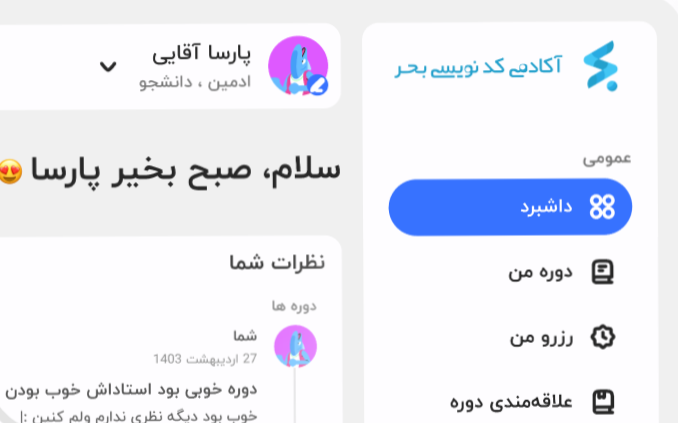 آکادمی کد نویسی بحر
عمومی
داشبرد
دوره من
رزرو من
علاقه‌مندی دوره
پارسا آقایی
ادمین ، دانشجو
سلام، صبح بخیر پارسا 😍
نظرات شما
دوره ها
شما
27 اردیبهشت 1403
دوره خوبی بود استاداش خوب بودن
خوب بود دیگه نظری ندارم ولم کنین :|